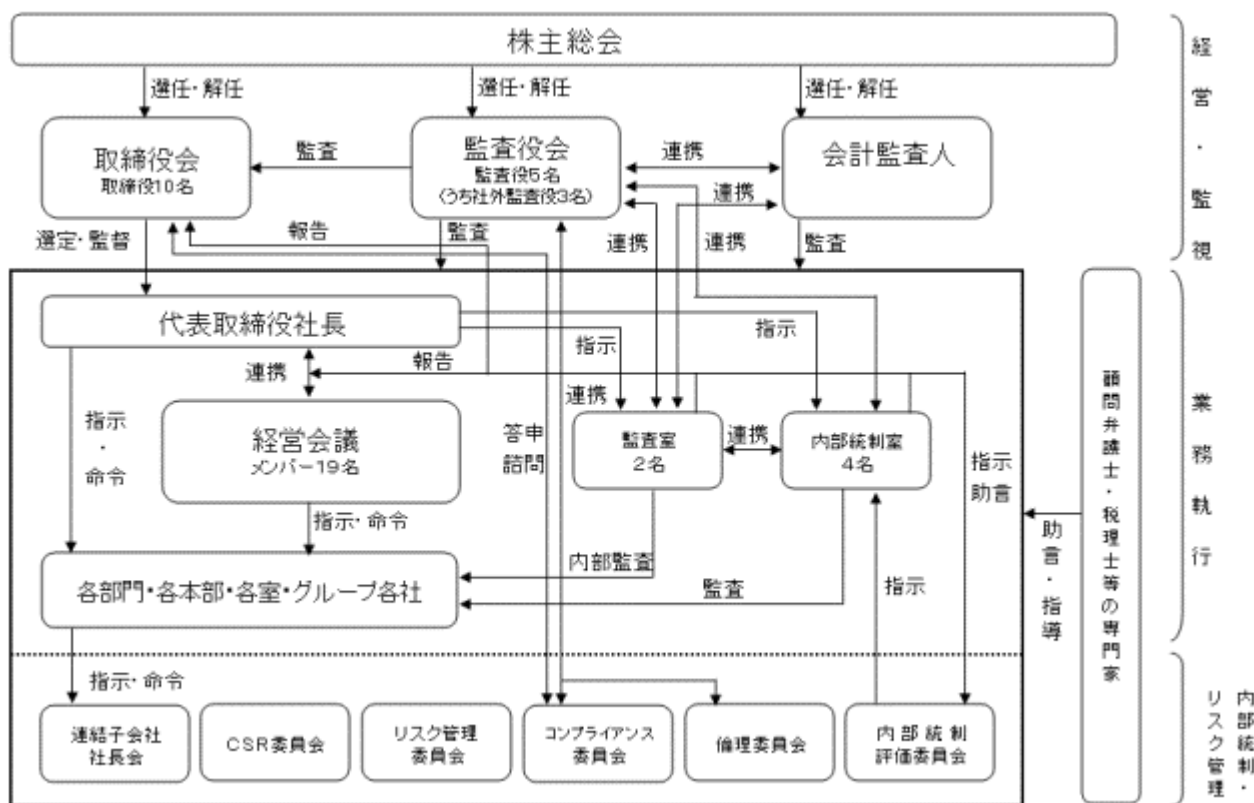 株主総会
選任・解任
選任・解任
選任・解任
取締役会
取締役10名
監査
監査役会
監査役5名
(うち社外監査役3名)
連携
会計監査人
連携
選定・監督
報告
監査
連携
連携
監査
代表取締役社長
指示
指示
連携
報告
連携
指示
・
命令
経営会議
メンバー19名
答申
諮問
監査室
2名
連携
内部統制室
4名
指示
助言
指示・命令
内部監査
監査
指示
各部門・各本部・各室・グループ各社
指示・命令
連結子会社
社長会
CSR委員会
リスク管理
委員会
コンプライアンス
委員会
倫理委員会
内部統制
評価委員会
助言・指導
顧問弁護士・税理士等の専門家
経営・監視
業務執行
内部統制・
リスク管理